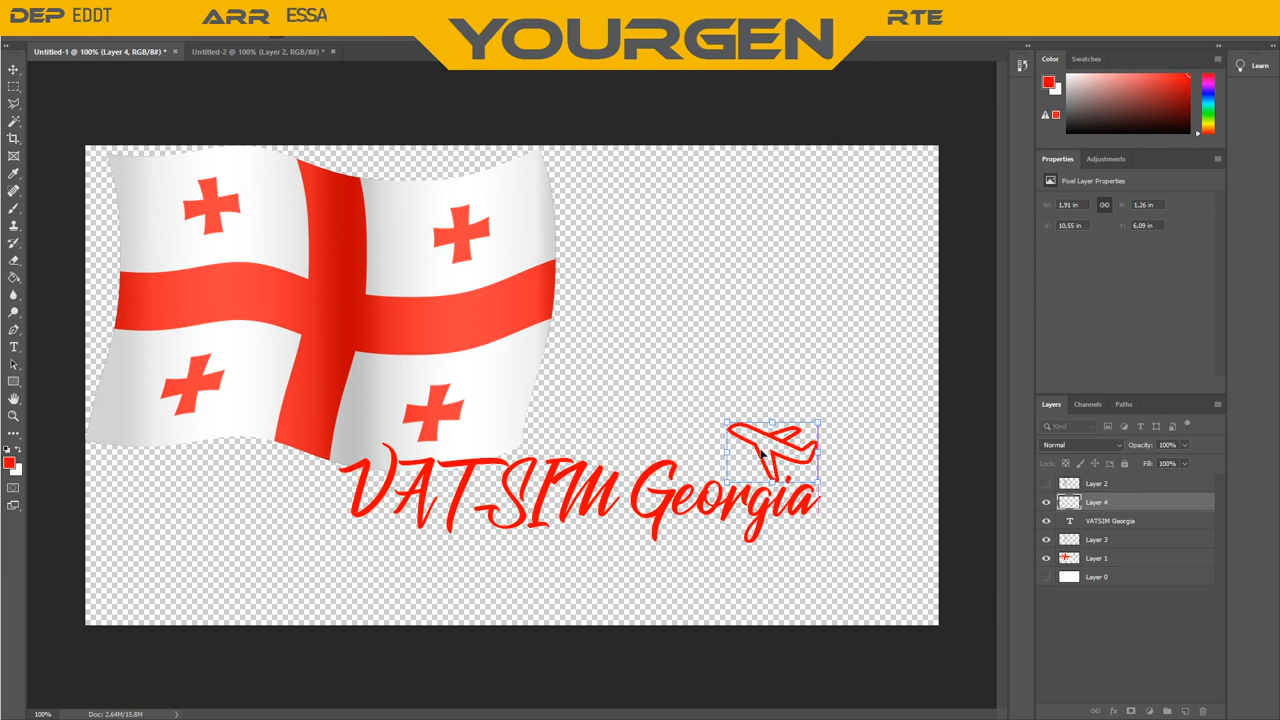 DEP EDDT
ARR ESSA
YOURGEN
RTE
Untitled-1 @ 100% (Layer 4, RGB/8#) *
Untitled-2 @ 100% (Layer 2, RGB/8#) *
Color
Swatches
Learn
Properties
Adjustments
Pixel Layer Properties
W: 1,91 in
H: 1,26 in
X: 10,55 in
Y: 6,09 in
VATSIM Georgia
Layers
Channels
Paths
Kind
Normal
Opacity: 100%
Lock:
Fill: 100%
Layer 2
Layer 4
T VATSIM Georgia
Layer 3
Layer 1
Layer 0
100%
Doc: 2,64M/15,8M
fx